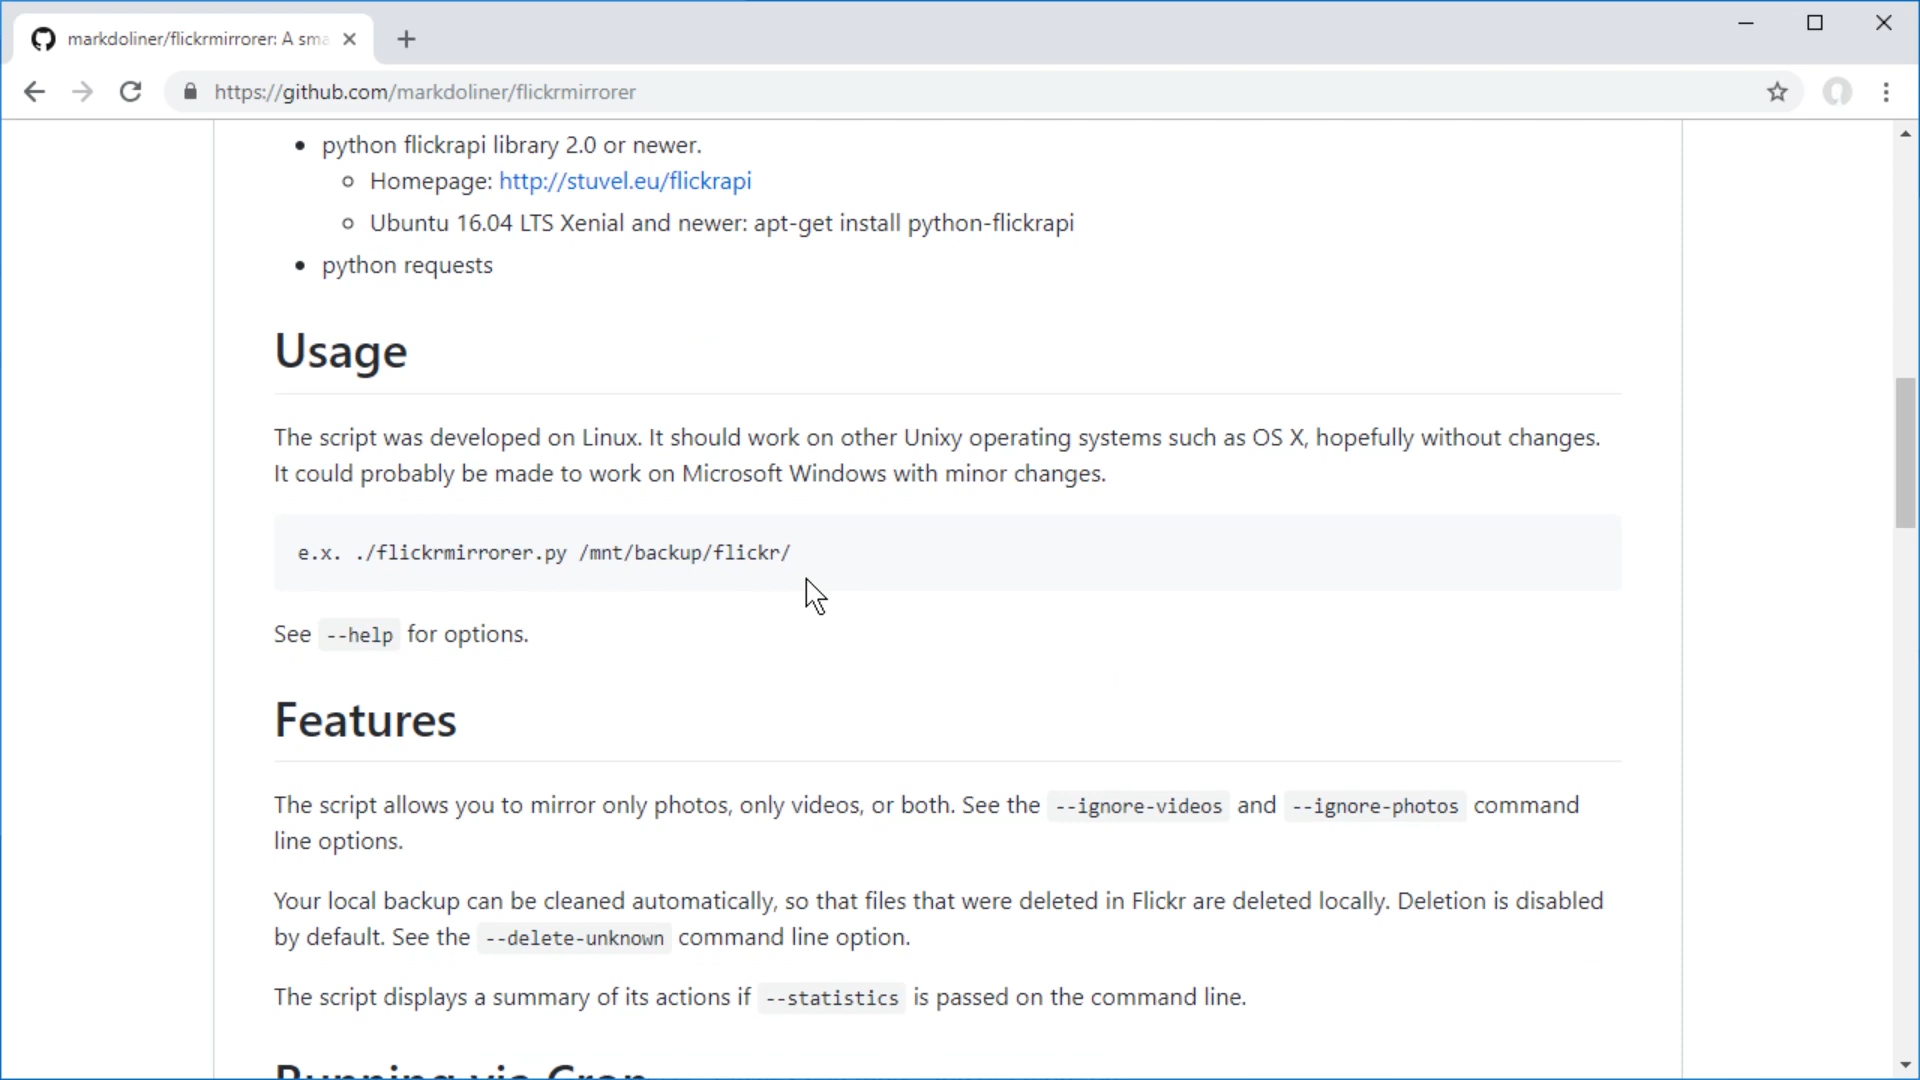 markdoliner/flickrmirrorer: A sma
https://github.com/markdoliner/flickrmirrorer
python flickrapi library 2.0 or newer.
Homepage: http://stuvel.eu/flickrapi
Ubuntu 16.04 LTS Xenial and newer: apt-get install python-flickrapi
python requests
Usage
The script was developed on Linux. It should work on other Unixy operating systems such as OS X, hopefully without changes.
It could probably be made to work on Microsoft Windows with minor changes.
e.x. ./flickrmirrorer.py /mnt/backup/flickr/
See --help for options.
Features
The script allows you to mirror only photos, only videos, or both. See the --ignore-videos and --ignore-photos command
line options.
Your local backup can be cleaned automatically, so that files that were deleted in Flickr are deleted locally. Deletion is disabled
by default. See the --delete-unknown command line option.
The script displays a summary of its actions if --statistics is passed on the command line.
Running via Cron